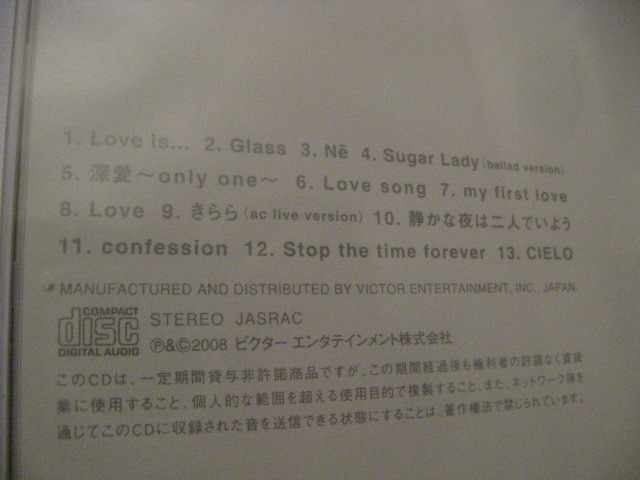 1. Love is... 2. Glass 3. Nē 4. Sugar Lady (ballad version)
5. 深愛～only one～ 6. Love song 7. my first love
8. Love 9. きらら (ac live version) 10. 静かな夜は二人でいよう
11. confession 12. Stop the time forever 13. CIELO
MANUFACTURED AND DISTRIBUTED BY VICTOR ENTERTAINMENT, INC., JAPAN.
COMPACT disc DIGITAL AUDIO
STEREO JASRAC
Ⓟ&©2008 ビクター エンタテインメント株式会社
このCDは、一定期間貸与非許諾商品ですが、この期間経過後も権利者の許諾なく賃貸
業に使用すること、個人的な範囲を超える使用目的で複製すること、また、ネットワーク等を
通じてこのCDに収録された音を送信できる状態にすることは、著作権法で禁じられています。